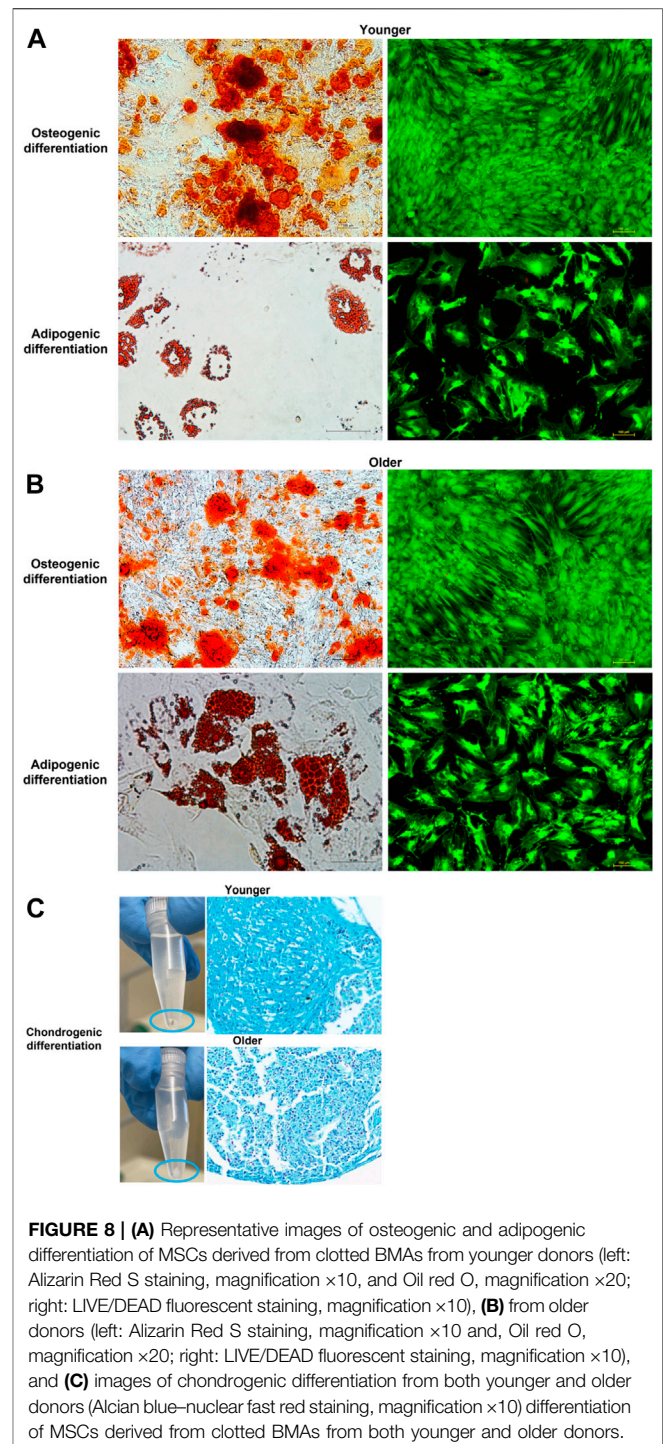 A
Younger
Osteogenic
differentiation
Adipogenic
differentiation
B
Older
Osteogenic
differentiation
Adipogenic
differentiation
C
Younger
Chondrogenic
differentiation
Older
FIGURE 8 | (A) Representative images of osteogenic and adipogenic
differentiation of MSCs derived from clotted BMAs from younger donors (left:
Alizarin Red S staining, magnification ×10, and Oil red O, magnification ×20;
right: LIVE/DEAD fluorescent staining, magnification ×10), (B) from older
donors (left: Alizarin Red S staining, magnification ×10 and, Oil red O,
magnification ×20; right: LIVE/DEAD fluorescent staining, magnification ×10),
and (C) images of chondrogenic differentiation from both younger and older
donors (Alcian blue–nuclear fast red staining, magnification ×10) differentiation
of MSCs derived from clotted BMAs from both younger and older donors.